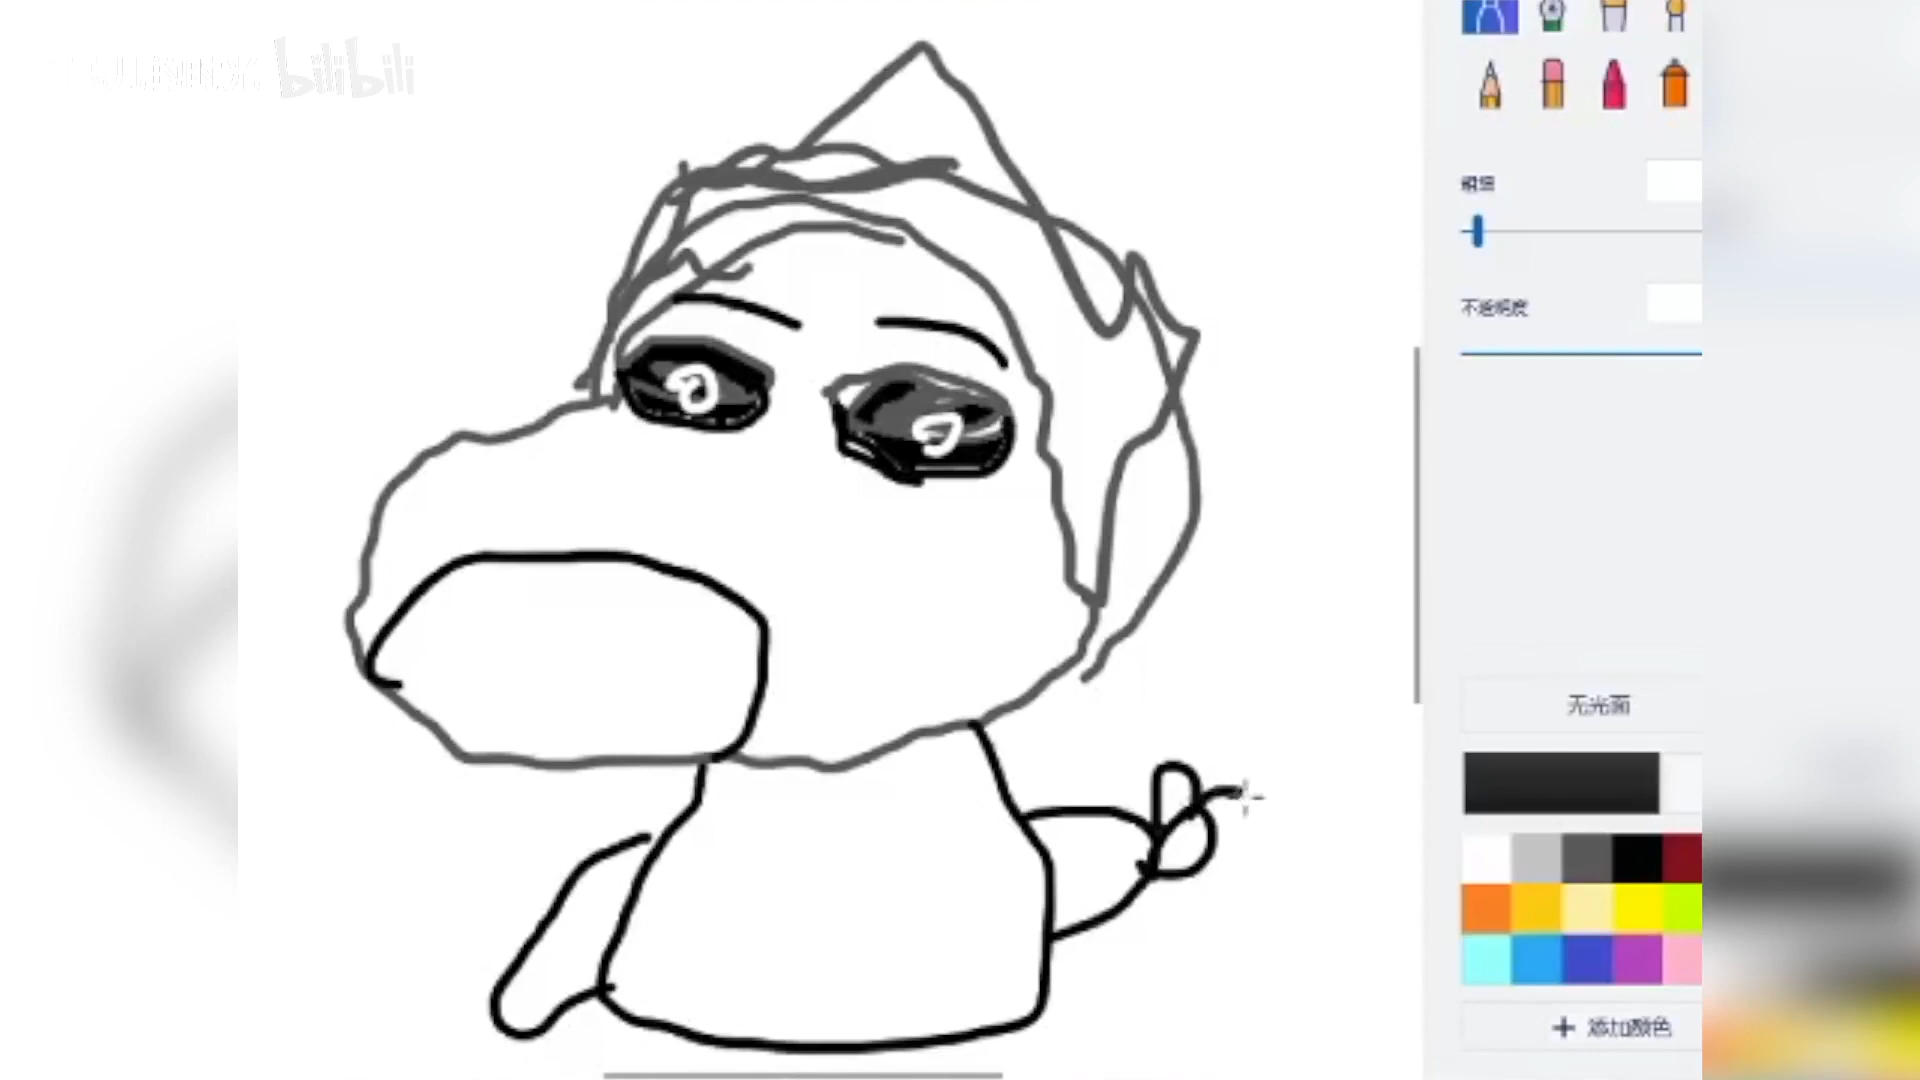 bilibili
粗细
不透明度
无光面
添加颜色